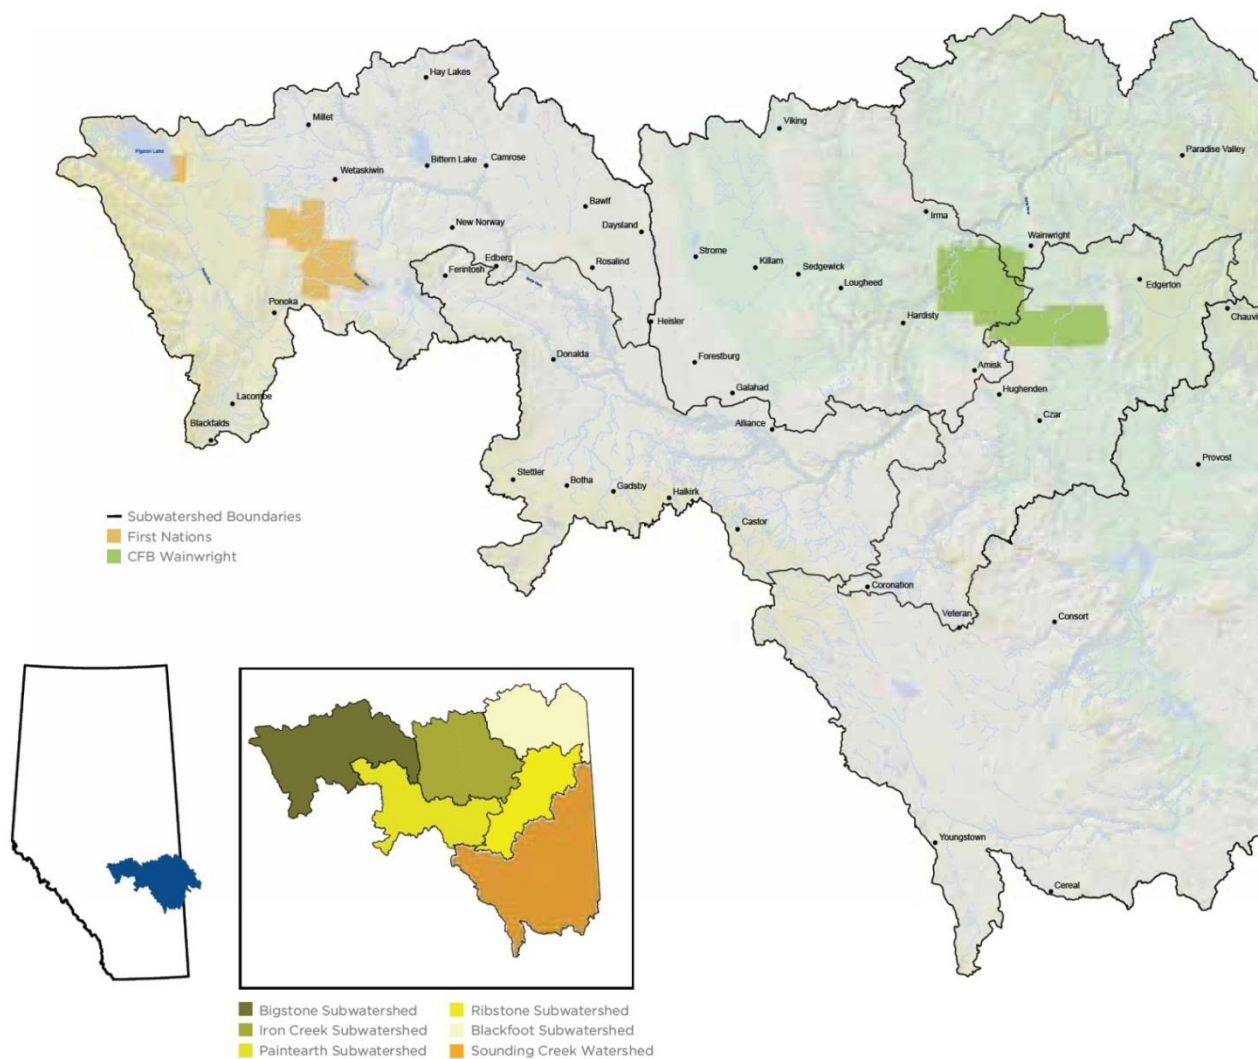 Hay Lakes
Millet
Viking
Pigeon Lake
Paradise Valley
Bittern Lake
Camrose
Wetaskiwin
Bawlf
Irma
New Norway
Daysland
Wainwright
Strome
Edberg
Rosalind
Killam
Sedgewick
Ferintosh
Lougheed
Edgerton
Ponoka
Chauvi
Heisler
Hardisty
Donalda
Forestburg
Amisk
Galahad
Hughenden
Lacombe
Czar
Blackfalds
Alliance
Provost
Stettler
Botha
Gadsby
Halkirk
Castor
Subwatershed Boundaries
First Nations
CFB Wainwright
Coronation
Veteran
Consort
Youngstown
Cereal
Bigstone Subwatershed
Ribstone Subwatershed
Iron Creek Subwatershed
Blackfoot Subwatershed
Paintearth Subwatershed
Sounding Creek Watershed